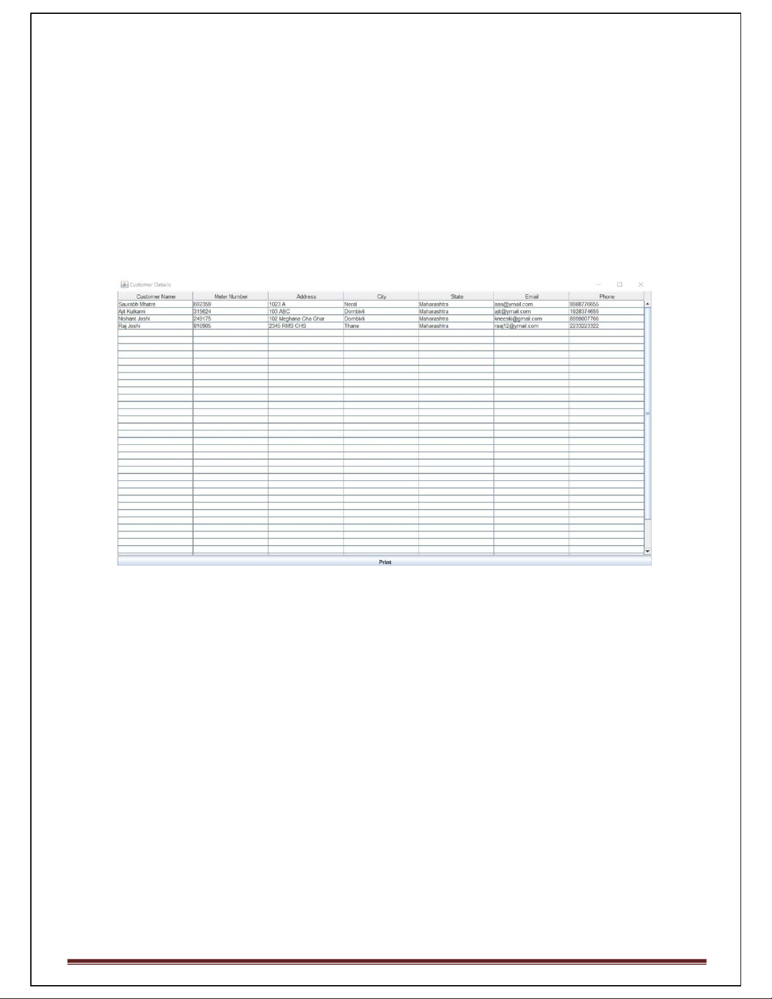 Customer Details
Customer Name Meter Number Address City State Email Phone
Saurabh Mhatre 692359 1023 A Neral Maharashtra aas@ymail.com 9988776655
Ajit Kulkarni 315624 103 ABC Dombivli Maharashtra ajit@ymail.com 1928374655
Nishant Joshi 249175 102 Meghana Cha Ghar Dombivli Maharashtra kneeski@gmail.com 8899007766
Raj Joshi 816905 2345 RMS CHS Thane Maharashtra raaj12@ymail.com 2233223322
Print